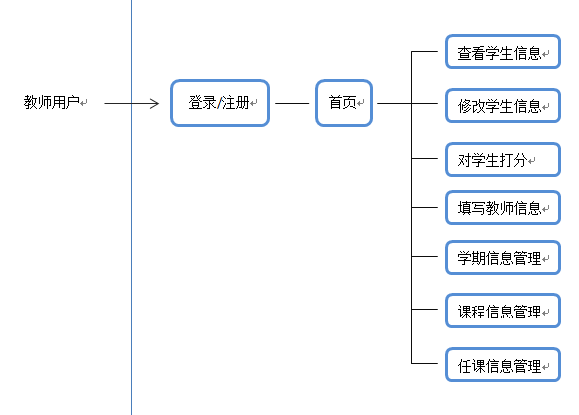 教师用户
登录/注册
首页
查看学生信息
修改学生信息
对学生打分
填写教师信息
学期信息管理
课程信息管理
任课信息管理